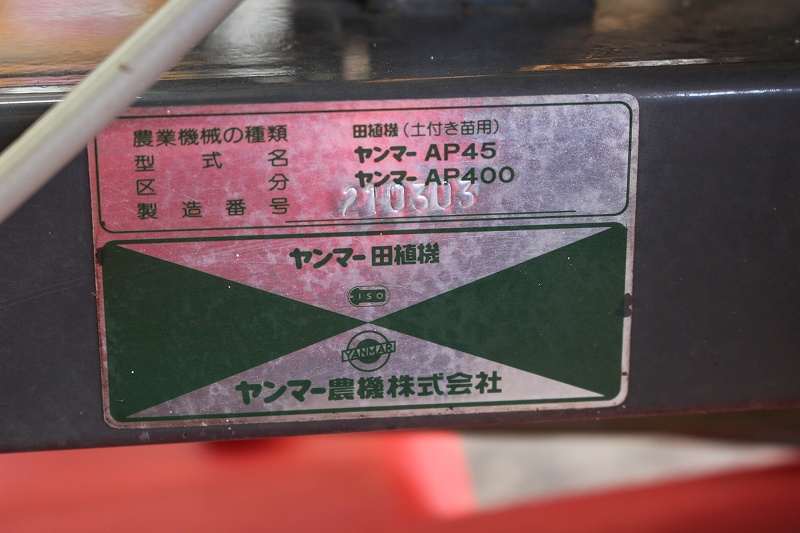 農業機械の種類 田植機(土付き苗用)
型式名 ヤンマー AP45
区分 ヤンマー AP400
製造番号 210303
ヤンマー田植機
ISO
YANMAR
ヤンマー農機株式会社